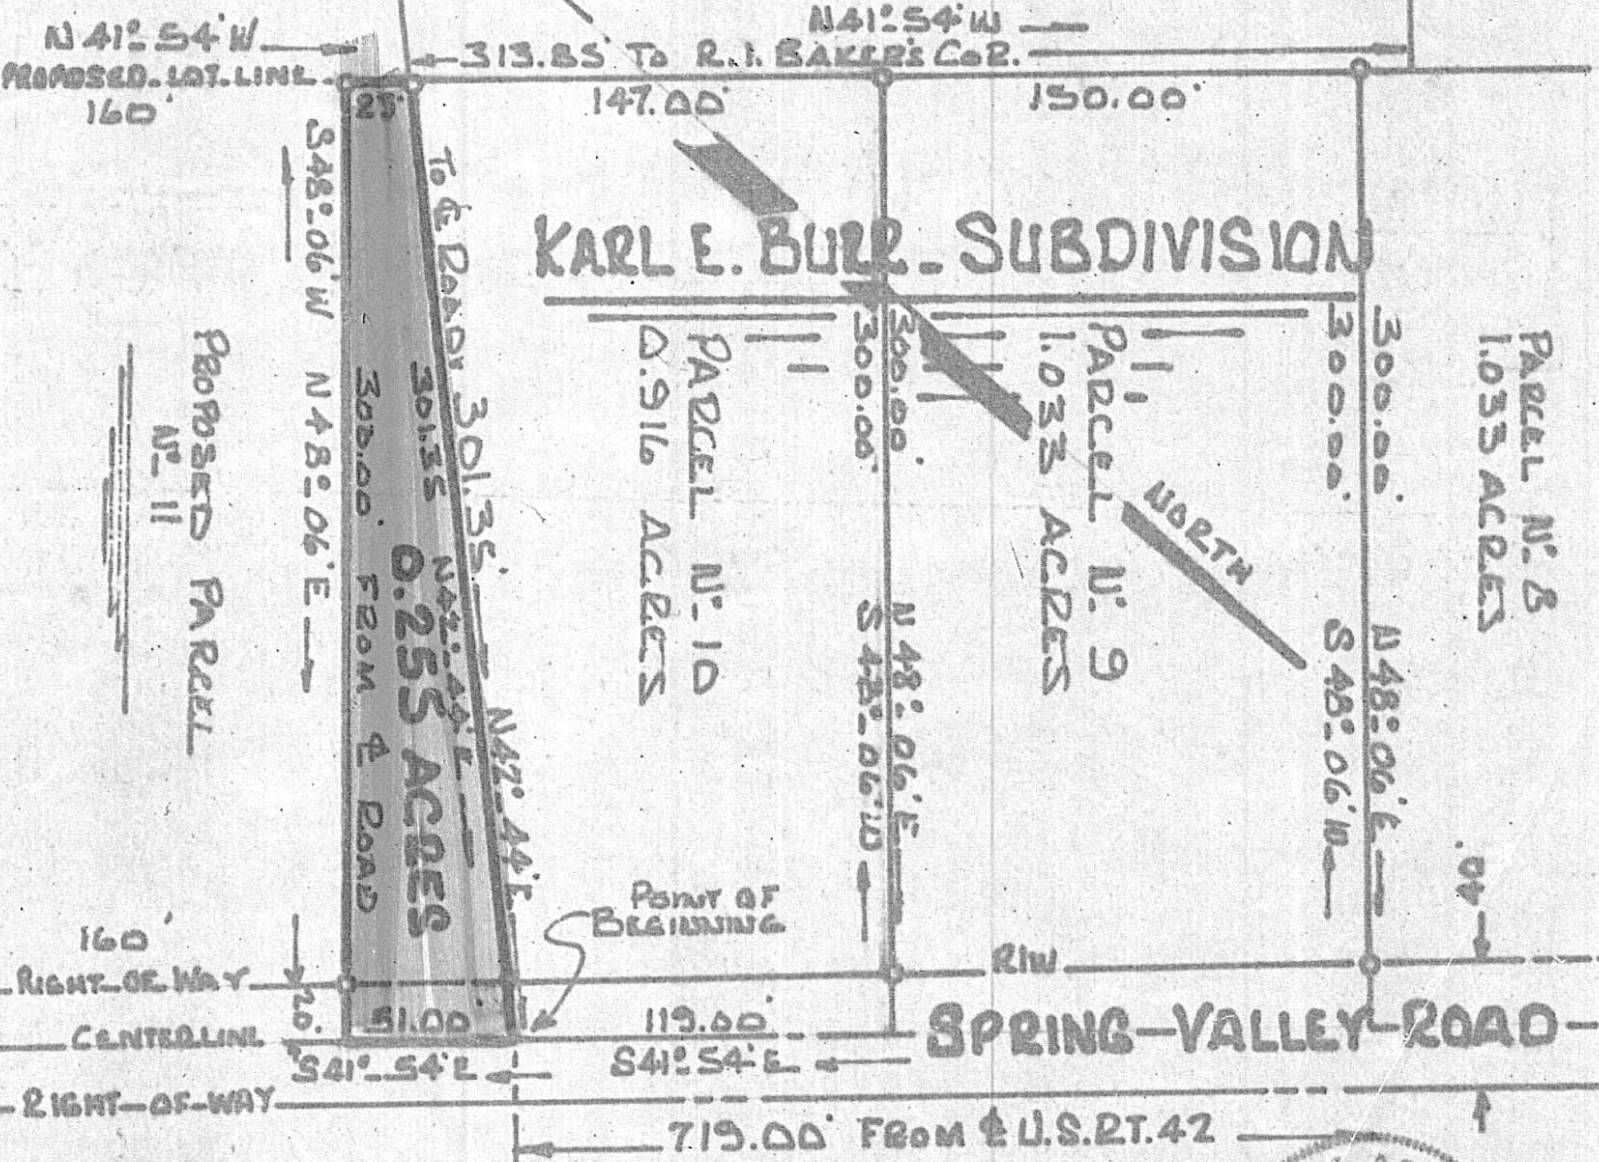 N 41° 54' W
N 41° 54' W
313.85' TO R.I. BAKER'S COR.
PROPOSED LOT LINE
160'
23'
147.00'
150.00'
S 48°-06' W N 48°-06' E
TO ₵ ROAD 301.35' N 42°-44' E
301.35 N 42°-44' E
300.00' FROM ₵ ROAD
0.255 ACRES
KARL E. BURR SUBDIVISION
PROPOSED PARCEL
N° 11
PARCEL N° 10
0.916 ACRES
300.00' N 48°-06' E
300.00' S 48°-06' W
PARCEL N° 9
1.033 ACRES
NORTH
300.00' N 48°-06' E
300.00' S 48°-06' W
PARCEL N° 8
1.033 ACRES
40'
POINT OF
BEGINNING
160'
RIGHT-OF-WAY
R/W
20'
CENTERLINE
51.00'
119.00'
SPRING-VALLEY-ROAD
S 41°-54' E
S 41° 54' E
RIGHT-OF-WAY
719.00' FROM ₵ U.S. RT. 42